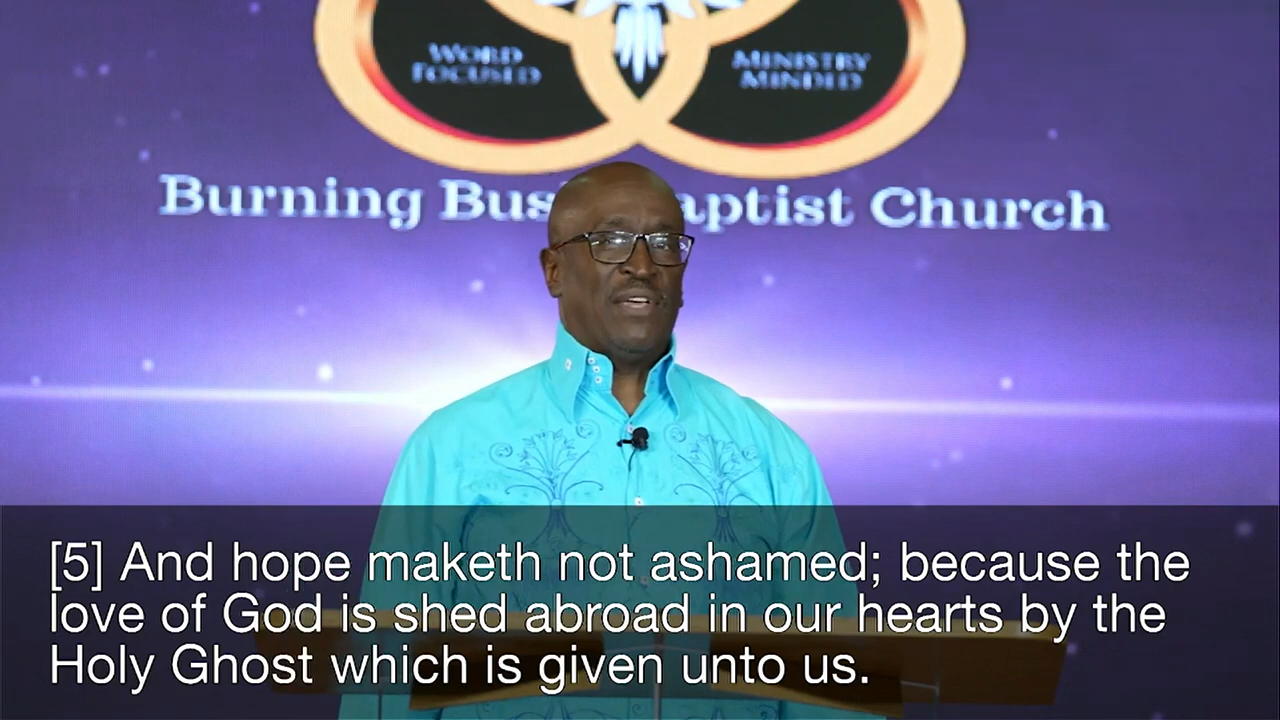 WORD
FOCUSED
MINISTRY
MINDED
Burning Bus aptist Church
[5] And hope maketh not ashamed; because the
love of God is shed abroad in our hearts by the
Holy Ghost which is given unto us.